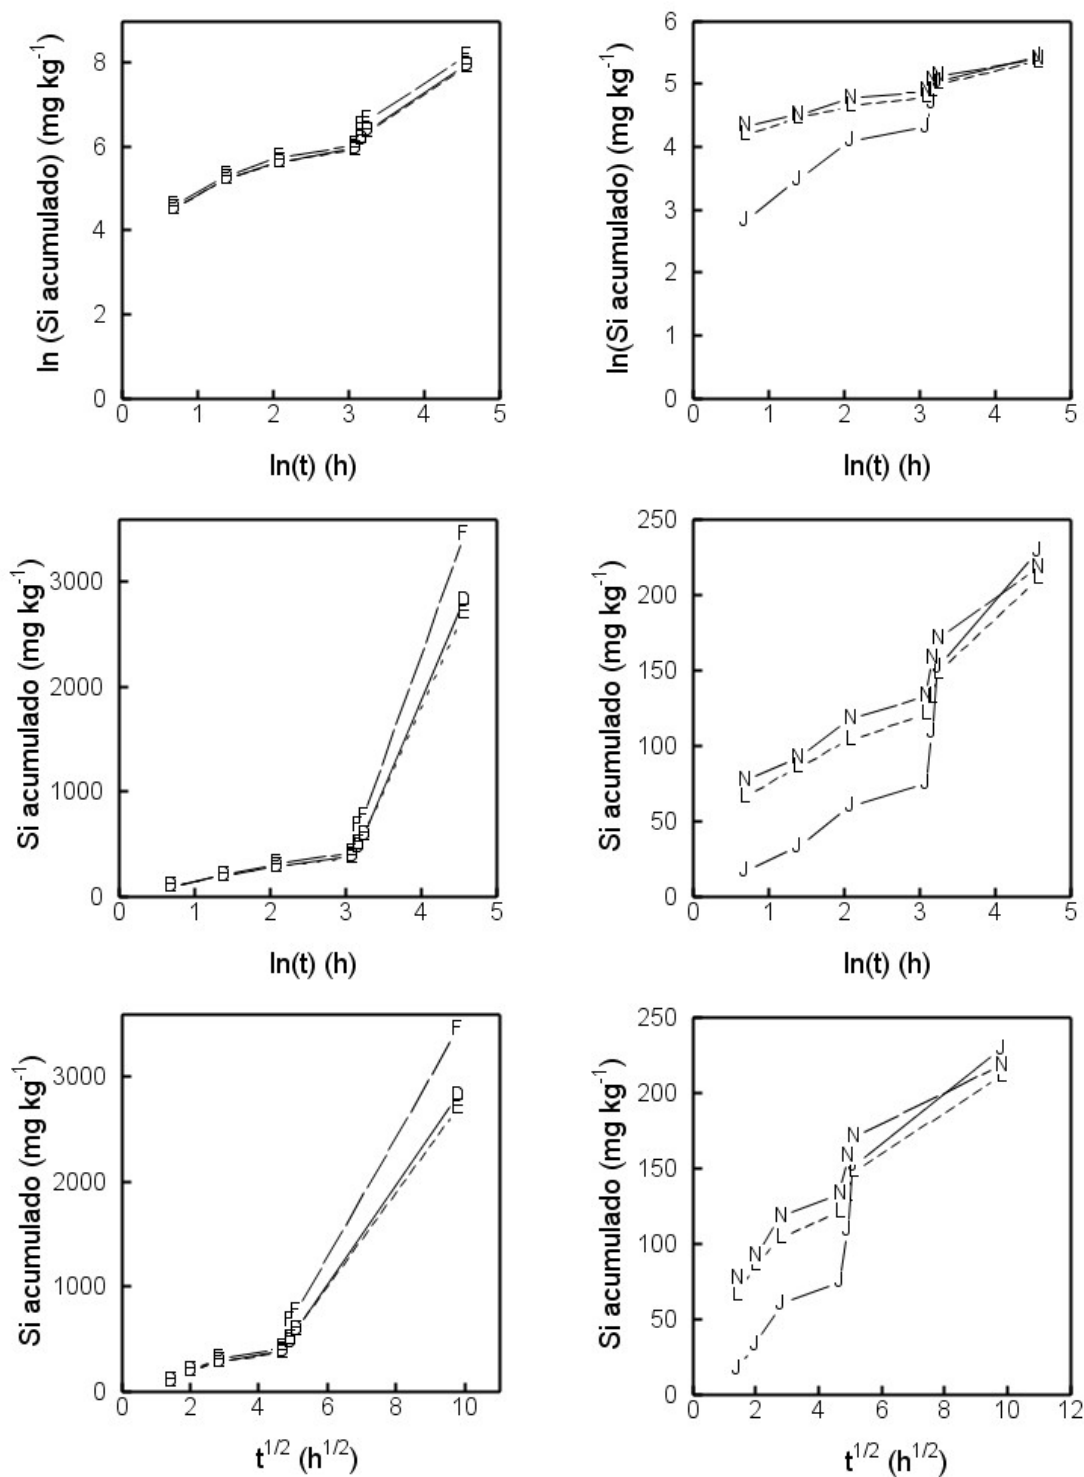 ln (Si acumulado) (mg kg⁻¹)
8
6
4
2
0
0 1 2 3 4 5
ln(t) (h)
F
E
D
ln(Si acumulado) (mg kg⁻¹)
6
5
4
3
2
1
0
0 1 2 3 4 5
ln(t) (h)
N
L
J
Si acumulado (mg kg⁻¹)
3000
2000
1000
0
0 1 2 3 4 5
ln(t) (h)
F
D
E
Si acumulado (mg kg⁻¹)
250
200
150
100
50
0
0 1 2 3 4 5
ln(t) (h)
J
N
L
Si acumulado (mg kg⁻¹)
3000
2000
1000
0
0 2 4 6 8 10
t^1/2 (h^1/2)
F
D
E
Si acumulado (mg kg⁻¹)
250
200
150
100
50
0
0 2 4 6 8 10 12
t^1/2 (h^1/2)
J
N
L